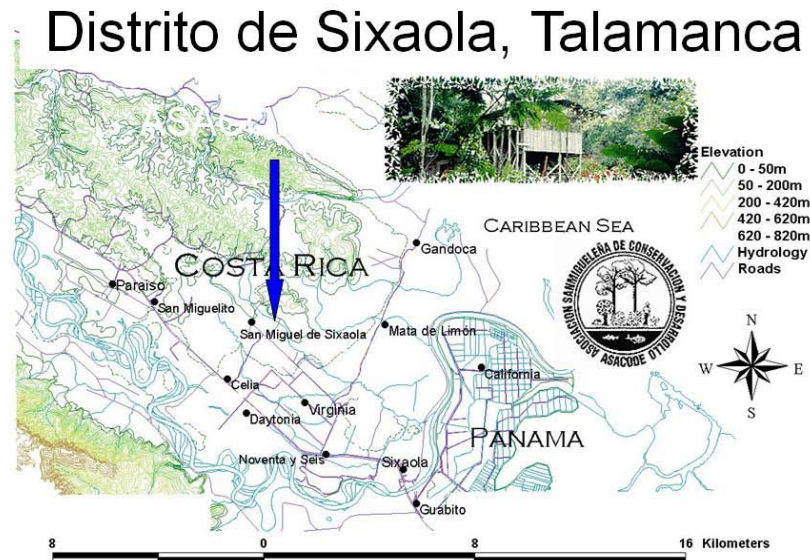 Distrito de Sixaola, Talamanca
Elevation
0 - 50m
50 - 200m
200 - 420m
420 - 620m
620 - 820m
Hydrology
Roads
CARIBBEAN SEA
Gandoca
COSTA RICA
Paraiso
San Miguelito
San Miguel de Sixaola
Mata de Limón
ASOCIACIÓN SANMIGUELEÑA DE CONSERVACION Y DESARROLLO
ASACODE
N
W E
S
California
Celia
Virginia
Daytonia
PANAMA
Noventa y Seis
Sixaola
Guabito
8 0 8 16 Kilometers